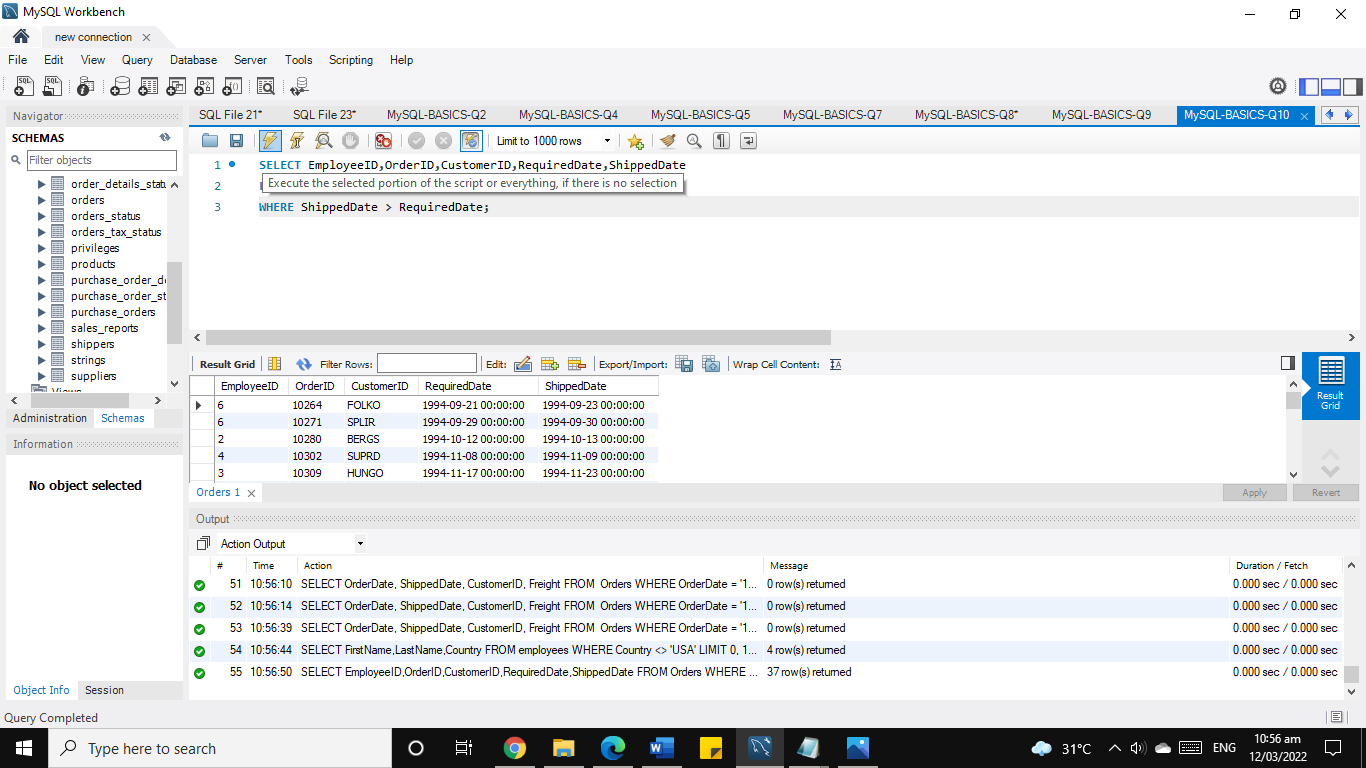 MySQL Workbench
new connection
File Edit View Query Database Server Tools Scripting Help
Navigator
SCHEMAS
Filter objects
order_details_statu
orders
orders_status
orders_tax_status
privileges
products
purchase_order_de
purchase_order_st
purchase_orders
sales_reports
shippers
strings
suppliers
Views
Administration Schemas
Information
No object selected
Object Info Session
SQL File 21* SQL File 23* MySQL-BASICS-Q2 MySQL-BASICS-Q4 MySQL-BASICS-Q5 MySQL-BASICS-Q7 MySQL-BASICS-Q8* MySQL-BASICS-Q9 MySQL-BASICS-Q10
Limit to 1000 rows
1 SELECT EmployeeID,OrderID,CustomerID,RequiredDate,ShippedDate
2
Execute the selected portion of the script or everything, if there is no selection
3 WHERE ShippedDate > RequiredDate;
Result Grid Filter Rows: Edit: Export/Import: Wrap Cell Content:
EmployeeID OrderID CustomerID RequiredDate ShippedDate
6 10264 FOLKO 1994-09-21 00:00:00 1994-09-23 00:00:00
6 10271 SPLIR 1994-09-29 00:00:00 1994-09-30 00:00:00
2 10280 BERGS 1994-10-12 00:00:00 1994-10-13 00:00:00
4 10302 SUPRD 1994-11-08 00:00:00 1994-11-09 00:00:00
3 10309 HUNGO 1994-11-17 00:00:00 1994-11-23 00:00:00
Result
Grid
Orders 1
Apply Revert
Output
Action Output
# Time Action Message Duration / Fetch
51 10:56:10 SELECT OrderDate, ShippedDate, CustomerID, Freight FROM Orders WHERE OrderDate = '1... 0 row(s) returned 0.000 sec / 0.000 sec
52 10:56:14 SELECT OrderDate, ShippedDate, CustomerID, Freight FROM Orders WHERE OrderDate = '1... 0 row(s) returned 0.000 sec / 0.000 sec
53 10:56:39 SELECT OrderDate, ShippedDate, CustomerID, Freight FROM Orders WHERE OrderDate = '1... 0 row(s) returned 0.000 sec / 0.000 sec
54 10:56:44 SELECT FirstName,LastName,Country FROM employees WHERE Country <> 'USA' LIMIT 0, 1... 4 row(s) returned 0.000 sec / 0.000 sec
55 10:56:50 SELECT EmployeeID,OrderID,CustomerID,RequiredDate,ShippedDate FROM Orders WHERE ... 37 row(s) returned 0.000 sec / 0.000 sec
Query Completed
Type here to search
31°C
ENG
10:56 am
12/03/2022